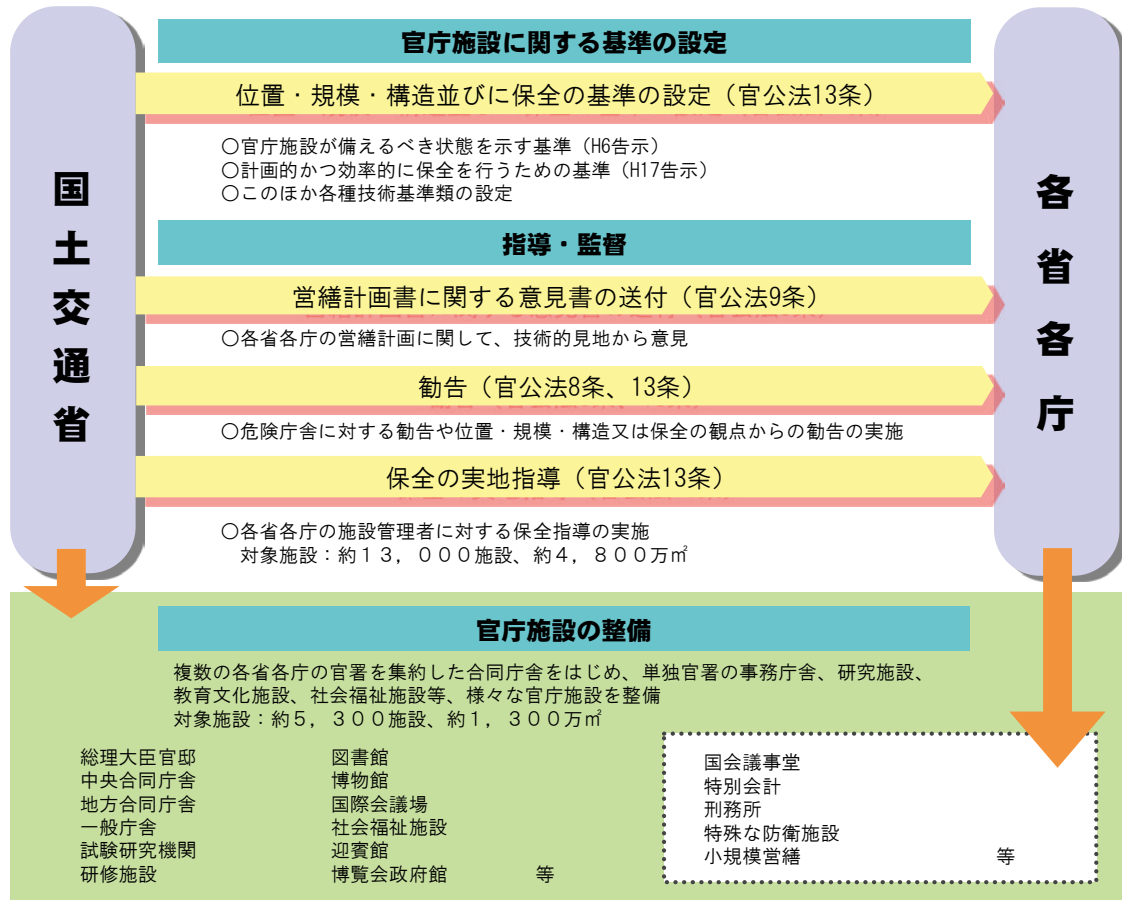 国土交通省
各省各庁
官庁施設に関する基準の設定
位置・規模・構造並びに保全の基準の設定（官公法13条）
○官庁施設が備えるべき状態を示す基準（H6告示）
○計画的かつ効率的に保全を行うための基準（H17告示）
○このほか各種技術基準類の設定
指導・監督
営繕計画書に関する意見書の送付（官公法9条）
○各省各庁の営繕計画に関して、技術的見地から意見
勧告（官公法8条、13条）
○危険庁舎に対する勧告や位置・規模・構造又は保全の観点からの勧告の実施
保全の実地指導（官公法13条）
○各省各庁の施設管理者に対する保全指導の実施
対象施設：約１３，０００施設、約４，８００万㎡
官庁施設の整備
複数の各省各庁の官署を集約した合同庁舎をはじめ、単独官署の事務庁舎、研究施設、
教育文化施設、社会福祉施設等、様々な官庁施設を整備
対象施設：約５，３００施設、約１，３００万㎡
総理大臣官邸
中央合同庁舎
地方合同庁舎
一般庁舎
試験研究機関
研修施設
図書館
博物館
国際会議場
社会福祉施設
迎賓館
博覧会政府館 等
国会議事堂
特別会計
刑務所
特殊な防衛施設
小規模営繕 等